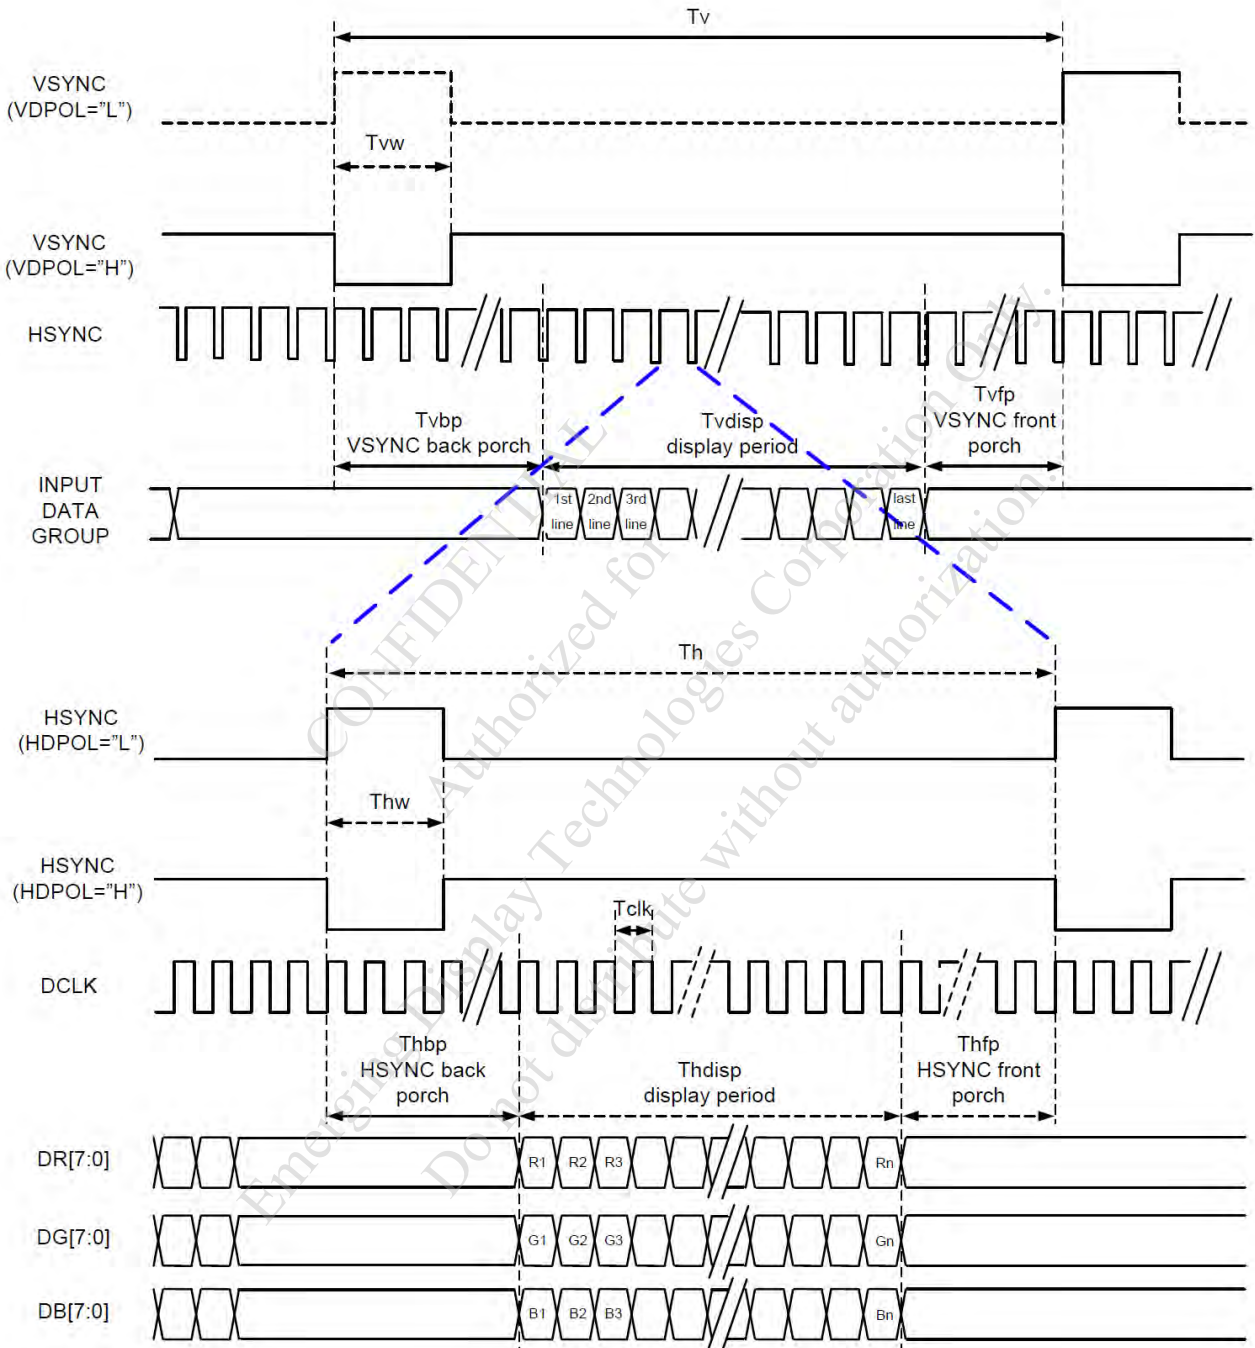 Tv
VSYNC
(VDPOL="L")
Tvw
VSYNC
(VDPOL="H")
HSYNC
Tvbp
VSYNC back porch
Tvdisp
display period
Tvfp
VSYNC front
porch
INPUT
DATA
GROUP
1st
line
2nd
line
3rd
line
last
line
Th
HSYNC
(HDPOL="L")
Thw
HSYNC
(HDPOL="H")
Tclk
DCLK
Thbp
HSYNC back
porch
Thdisp
display period
Thfp
HSYNC front
porch
DR[7:0]
R1 R2 R3 Rn
DG[7:0]
G1 G2 G3 Gn
DB[7:0]
B1 B2 B3 Bn
CONFIDENTIAL
Authorized for
Emerging Display Technologies Corporation Only.
Do not distribute without authorization.